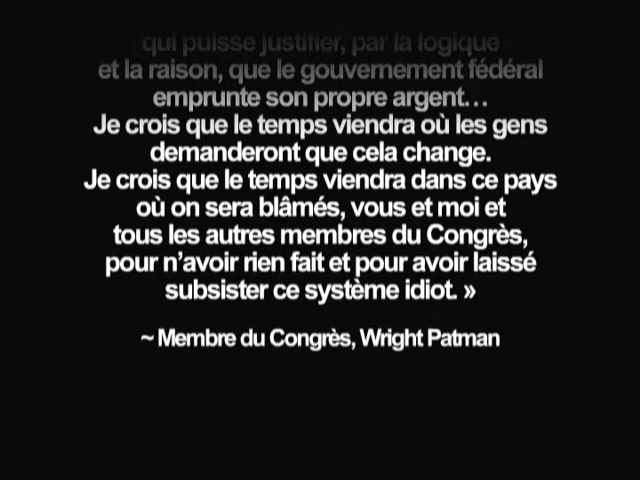 qui puisse justifier, par la logique
et la raison, que le gouvernement fédéral
emprunte son propre argent…
Je crois que le temps viendra où les gens
demanderont que cela change.
Je crois que le temps viendra dans ce pays
où on sera blâmés, vous et moi et
tous les autres membres du Congrès,
pour n’avoir rien fait et pour avoir laissé
subsister ce système idiot. »
~ Membre du Congrès, Wright Patman